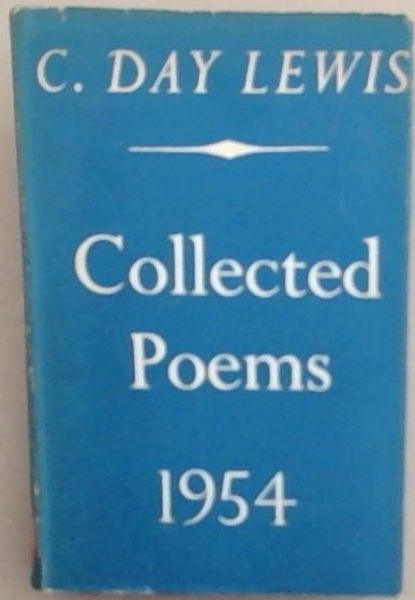 C. DAY LEWIS
Collected
Poems
1954